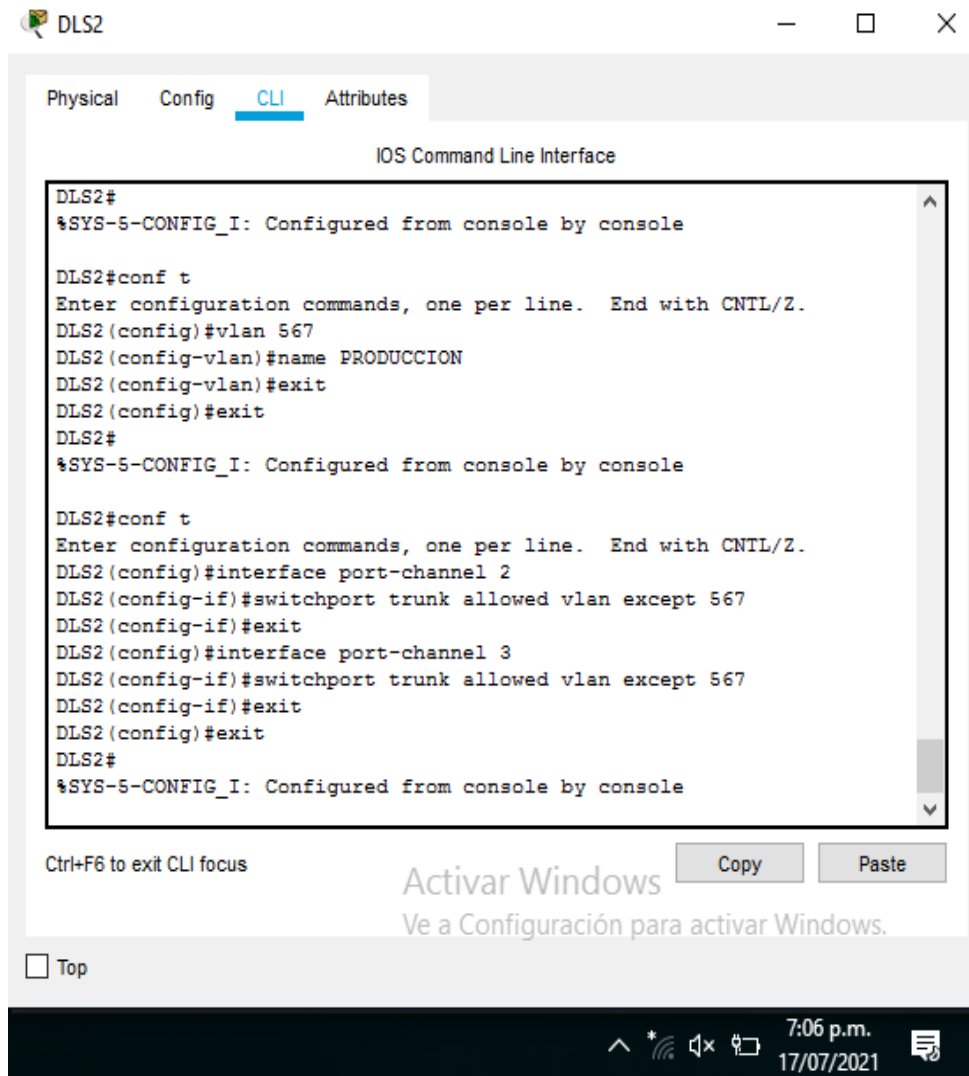 DLS2
Physical Config CLI Attributes
IOS Command Line Interface
DLS2#
%SYS-5-CONFIG_I: Configured from console by console
DLS2#conf t
Enter configuration commands, one per line.  End with CNTL/Z.
DLS2(config)#vlan 567
DLS2(config-vlan)#name PRODUCCION
DLS2(config-vlan)#exit
DLS2(config)#exit
DLS2#
%SYS-5-CONFIG_I: Configured from console by console
DLS2#conf t
Enter configuration commands, one per line.  End with CNTL/Z.
DLS2(config)#interface port-channel 2
DLS2(config-if)#switchport trunk allowed vlan except 567
DLS2(config-if)#exit
DLS2(config)#interface port-channel 3
DLS2(config-if)#switchport trunk allowed vlan except 567
DLS2(config-if)#exit
DLS2(config)#exit
DLS2#
%SYS-5-CONFIG_I: Configured from console by console
Ctrl+F6 to exit CLI focus
Copy Paste
Activar Windows
Ve a Configuración para activar Windows.
Top
7:06 p.m.
17/07/2021